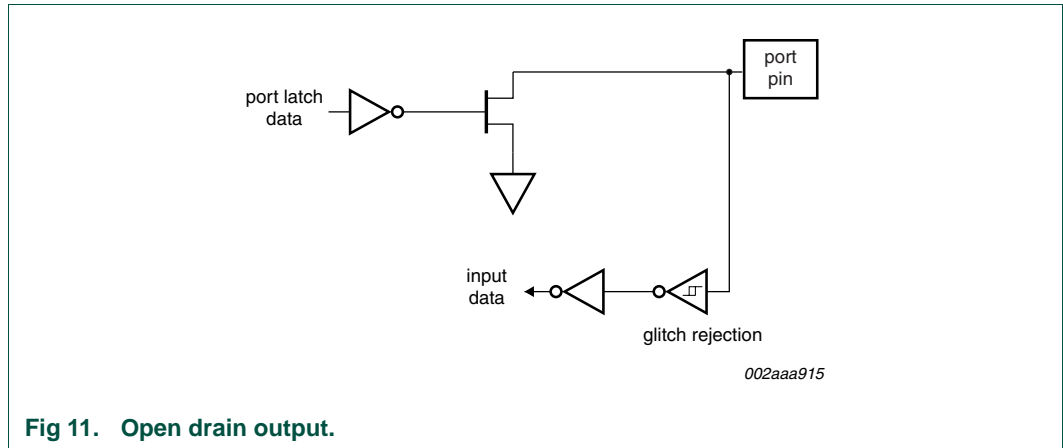 port
pin
port latch
data
input
data
glitch rejection
002aaa915
Fig 11. Open drain output.